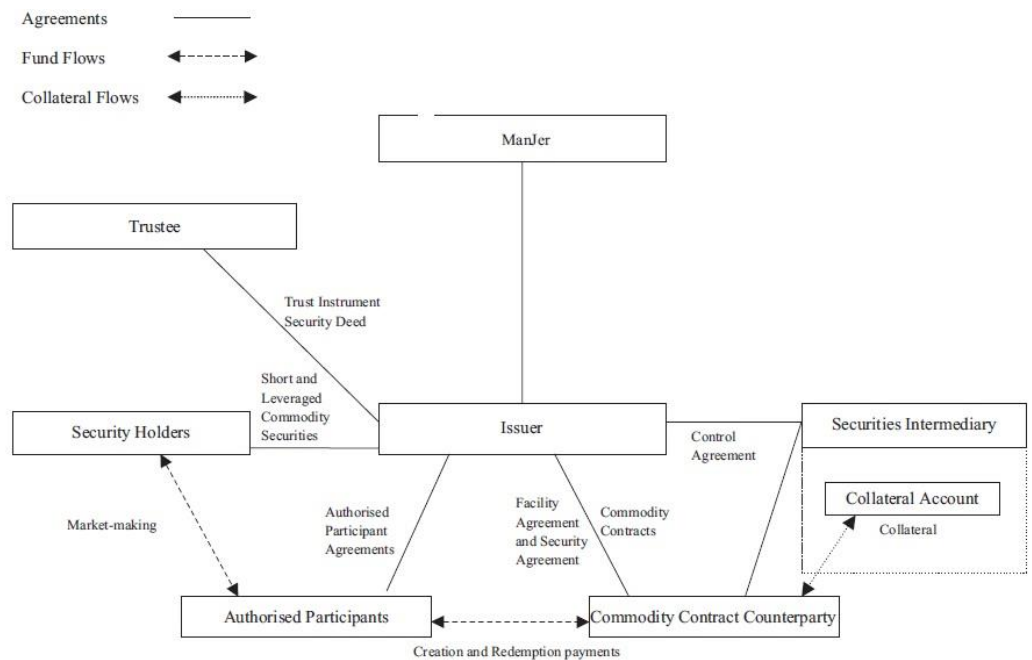 Agreements
Fund Flows
Collateral Flows
ManJer
Trustee
Trust Instrument
Security Deed
Short and
Leveraged
Commodity
Securities
Security Holders
Issuer
Securities Intermediary
Control
Agreement
Collateral Account
Collateral
Market-making
Authorised
Participant
Agreements
Facility
Agreement
and Security
Agreement
Commodity
Contracts
Authorised Participants
Commodity Contract Counterparty
Creation and Redemption payments